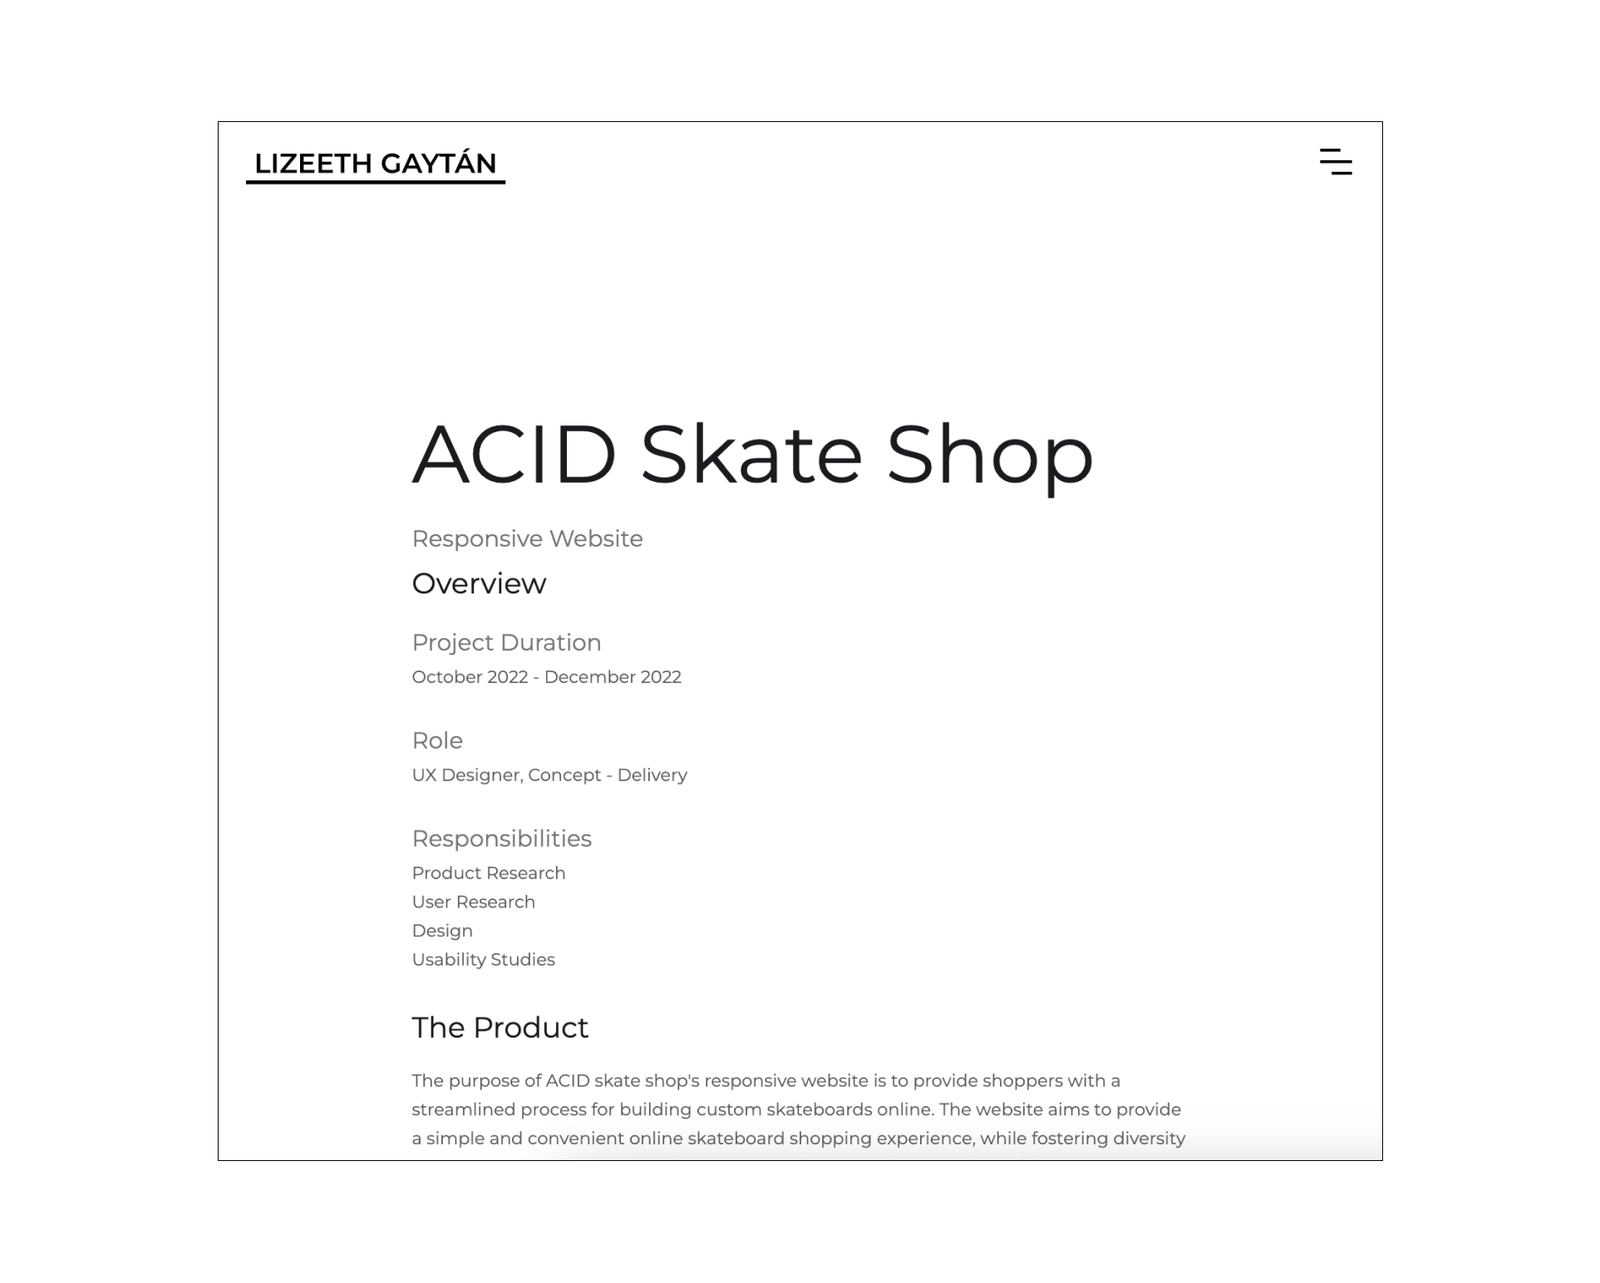 LIZEETH GAYTÁN
ACID Skate Shop
Responsive Website
Overview
Project Duration
October 2022 - December 2022
Role
UX Designer, Concept - Delivery
Responsibilities
Product Research
User Research
Design
Usability Studies
The Product
The purpose of ACID skate shop's responsive website is to provide shoppers with a
streamlined process for building custom skateboards online. The website aims to provide
a simple and convenient online skateboard shopping experience, while fostering diversity